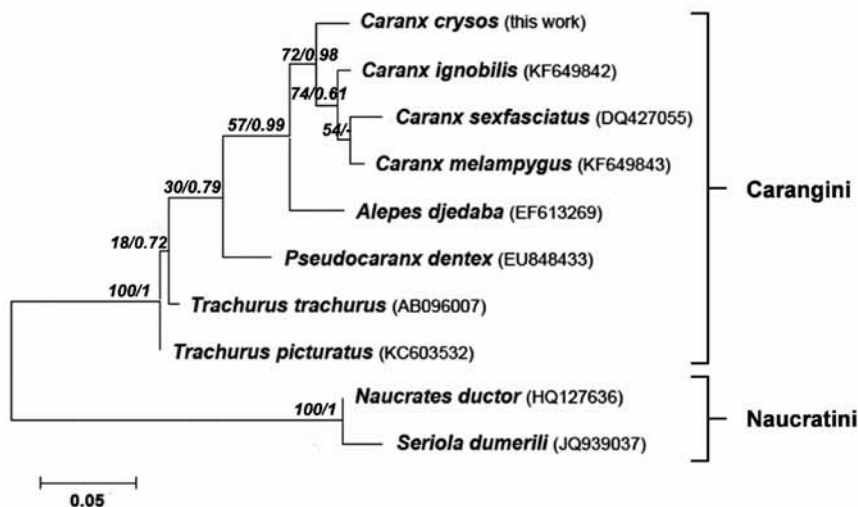 Caranx crysos (this work)
72/0.98
Caranx ignobilis (KF649842)
74/0.61
Caranx sexfasciatus (DQ427055)
57/0.99
54/-
Caranx melampygus (KF649843)
30/0.79
Carangini
Alepes djedaba (EF613269)
18/0.72
Pseudocaranx dentex (EU848433)
100/1
Trachurus trachurus (AB096007)
Trachurus picturatus (KC603532)
Naucrates ductor (HQ127636)
100/1
Naucratini
Seriola dumerili (JQ939037)
0.05